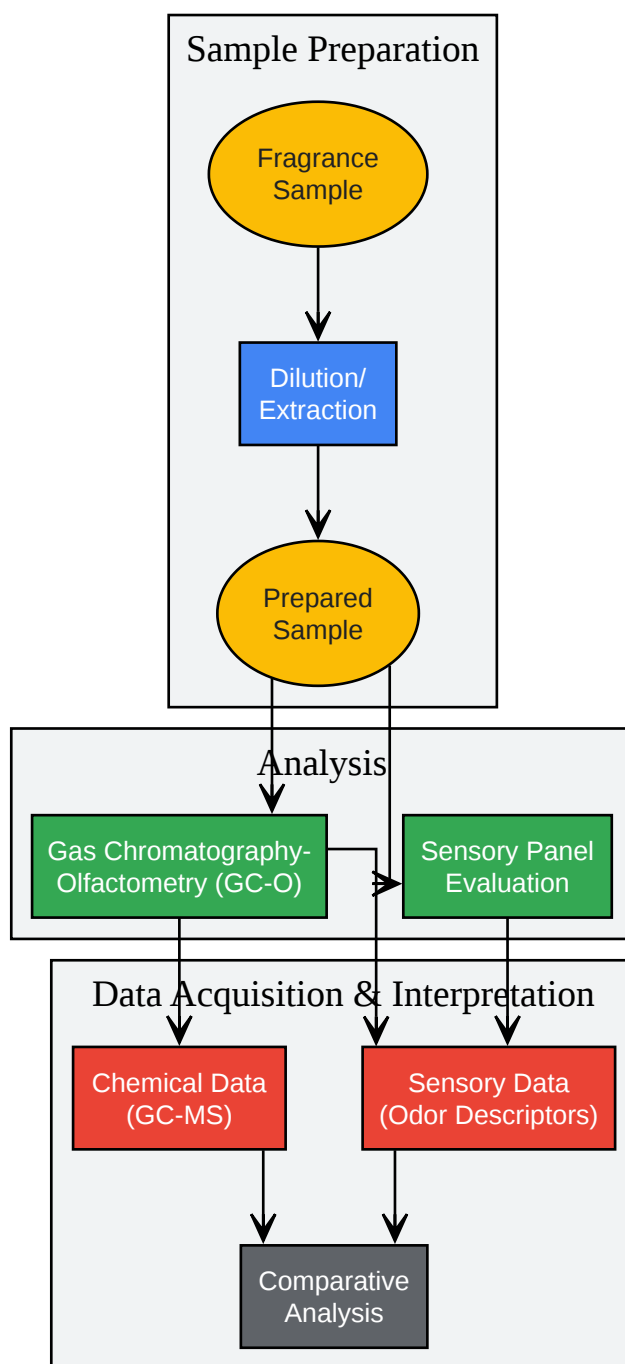 Sample Preparation
Fragrance
Sample
Dilution/
Extraction
Prepared
Sample
Analysis
Gas Chromatography-
Olfactometry (GC-O)
Sensory Panel
Evaluation
Data Acquisition & Interpretation
Chemical Data
(GC-MS)
Sensory Data
(Odor Descriptors)
Comparative
Analysis